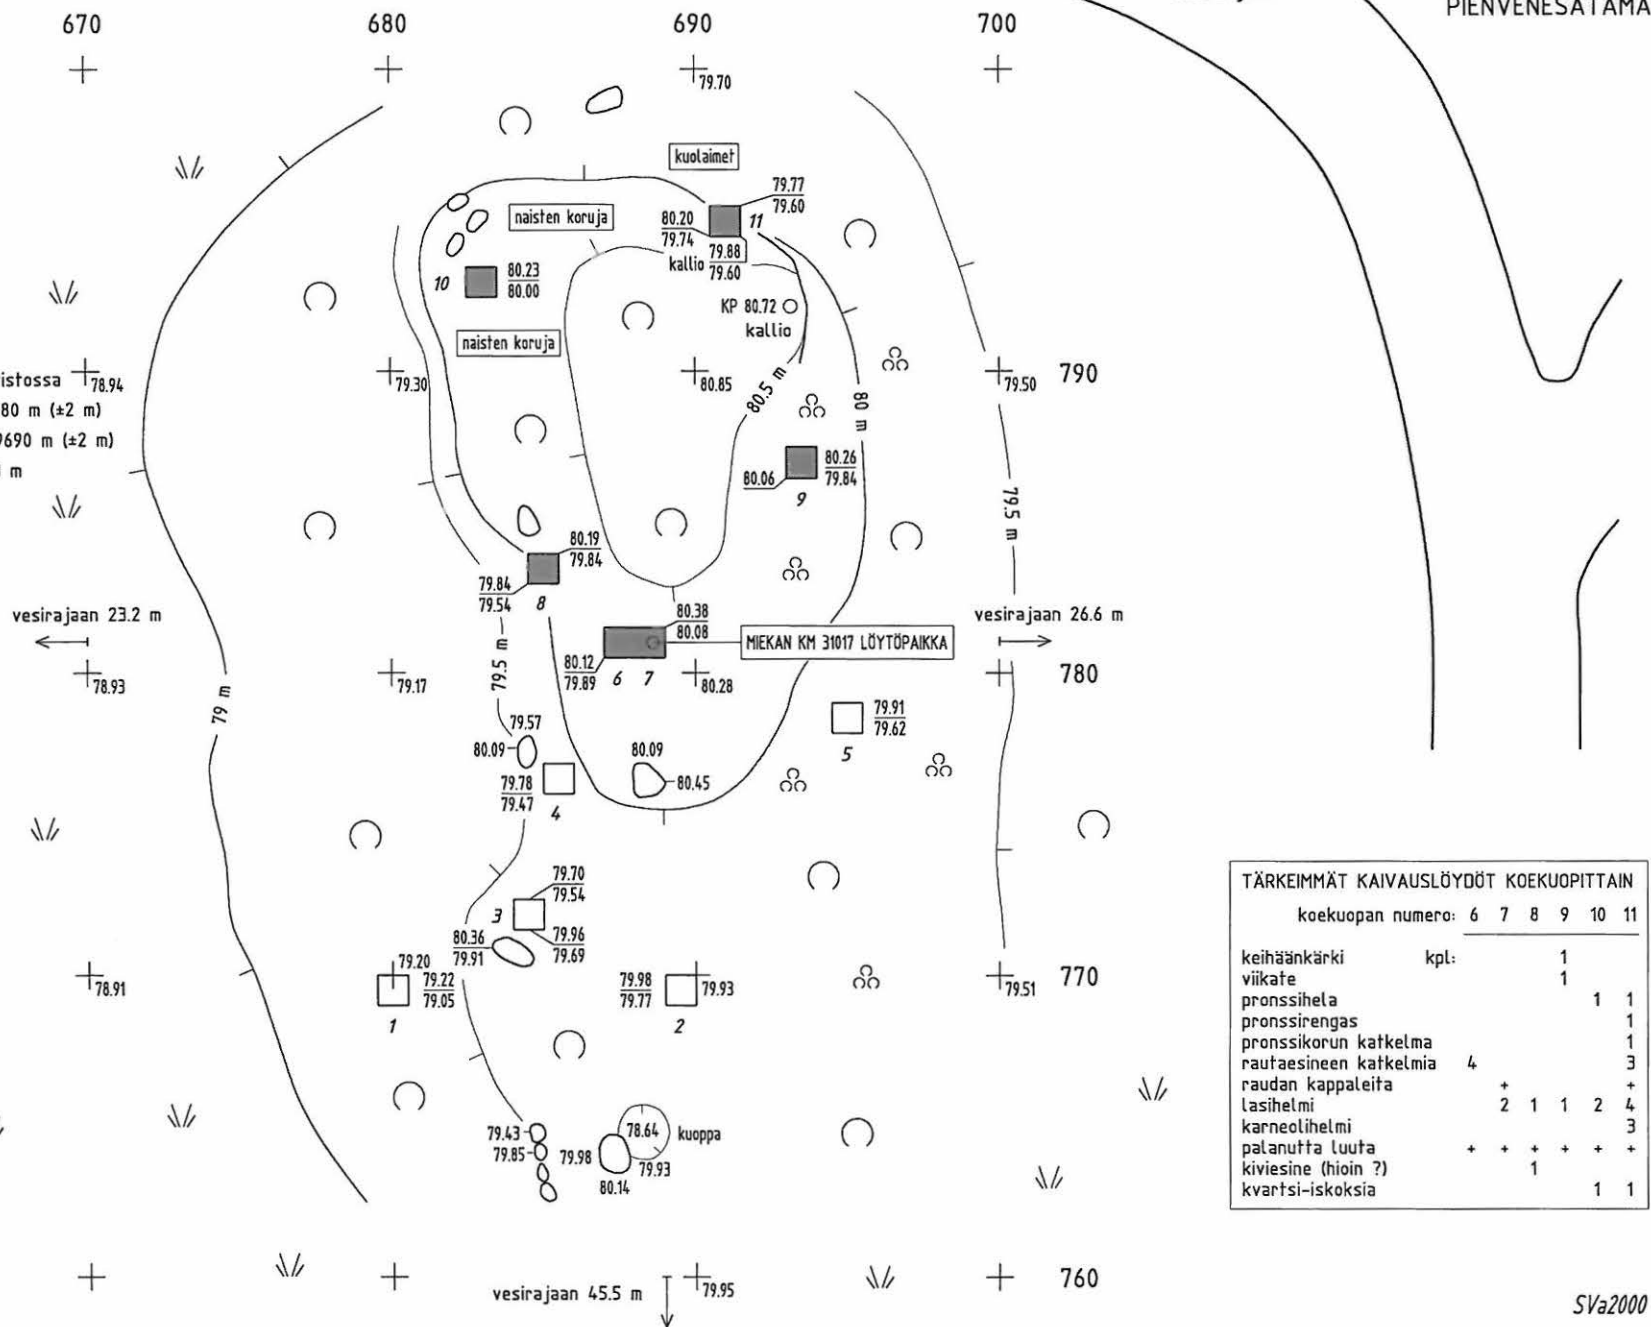 PIENVENESATAMA
670 680 690 700
79.70
kuolaimet
79.77
79.60
naisten koruja
80.20
79.74
11
79.88
79.60
kallio
10
80.23
80.00
KP 80.72
kallio
naisten koruja
78.94
79.30
80.85
79.50
790
80 m (±2 m)
9690 m (±2 m)
m
80.5 m
80 m
80.06
80.26
79.84
9
79.5 m
80.19
79.84
79.84
79.54
8
vesirajaan 23.2 m
80.38
80.08
MIEKAN KM 31017 LÖYTÖPAIKKA
vesirajaan 26.6 m
79.5 m
80.12
79.89
6 7
78.93
79.17
80.28
780
79 m
79.91
79.62
5
79.57
80.09
80.09
80.45
79.78
79.47
4
79.70
79.54
3
80.36
79.91
79.96
79.69
79.20
79.22
79.05
1
79.98
79.77
2
78.91
79.93
79.51
770
79.43
79.85
79.98
78.64
kuoppa
79.93
80.14
760
79.95
vesirajaan 45.5 m
TÄRKEIMMÄT KAIVAUSLÖYDÖT KOEKUOPITTAIN
koekuopan numero: 6 7 8 9 10 11
keihäänkärki kpl: 1
viikate 1
pronssihela 1 1
pronssirengas 1
pronssikorun katkelma 1
rautaesineen katkelmia 4 3
raudan kappaleita + +
lasihelmi 2 1 1 2 4
karneolihelmi 3
palanutta luuta + + + + + +
kiviesine (hioin ?) 1
kvartsi-iskoksia 1 1
SVa2000